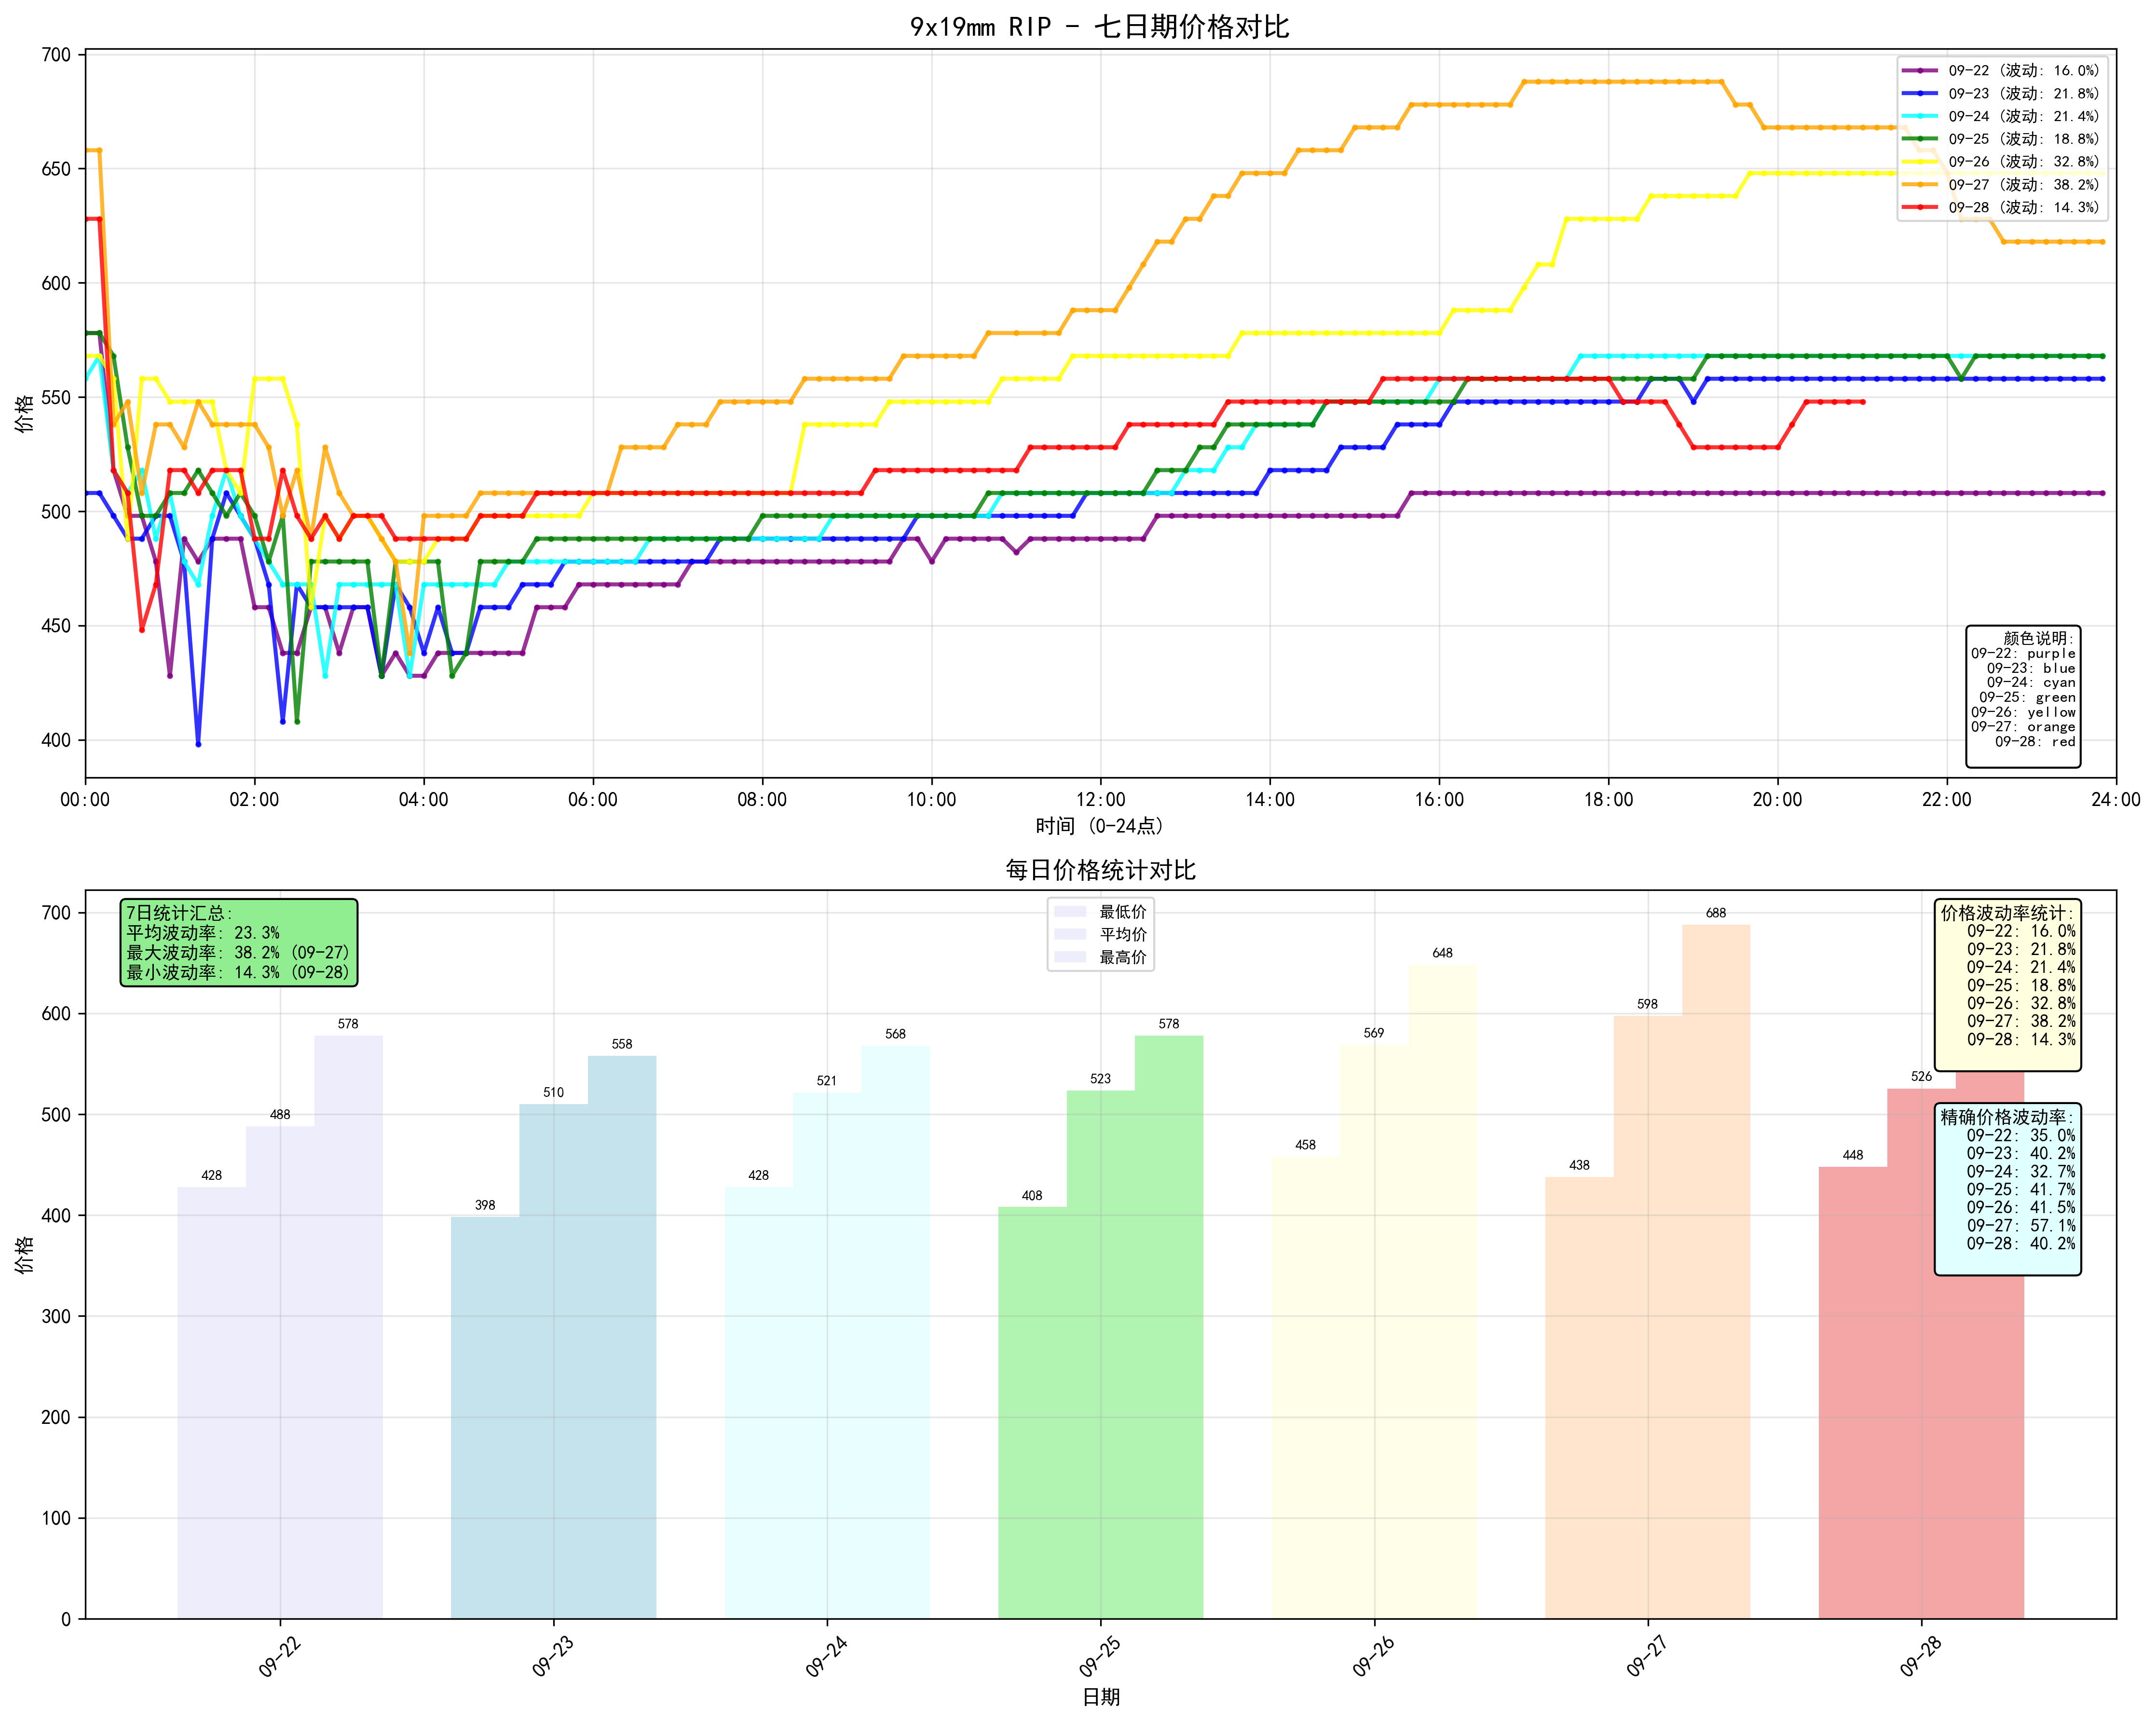 9x19mm RIP - 七日期价格对比
700
650
600
550
500
450
400
价格
09-22 (波动: 16.0%)
09-23 (波动: 21.8%)
09-24 (波动: 21.4%)
09-25 (波动: 18.8%)
09-26 (波动: 32.8%)
09-27 (波动: 38.2%)
09-28 (波动: 14.3%)
颜色说明:
09-22: purple
09-23: blue
09-24: cyan
09-25: green
09-26: yellow
09-27: orange
09-28: red
00:00 02:00 04:00 06:00 08:00 10:00 12:00 14:00 16:00 18:00 20:00 22:00 24:00
时间 (0-24点)
每日价格统计对比
700
600
500
400
300
200
100
0
价格
7日统计汇总:
平均波动率: 23.3%
最大波动率: 38.2% (09-27)
最小波动率: 14.3% (09-28)
最低价
平均价
最高价
价格波动率统计:
09-22: 16.0%
09-23: 21.8%
09-24: 21.4%
09-25: 18.8%
09-26: 32.8%
09-27: 38.2%
09-28: 14.3%
精确价格波动率:
09-22: 35.0%
09-23: 40.2%
09-24: 32.7%
09-25: 41.7%
09-26: 41.5%
09-27: 57.1%
09-28: 40.2%
428 488 578
398 510 558
428 521 568
408 523 578
458 569 648
438 598 688
448 526
09-22 09-23 09-24 09-25 09-26 09-27 09-28
日期